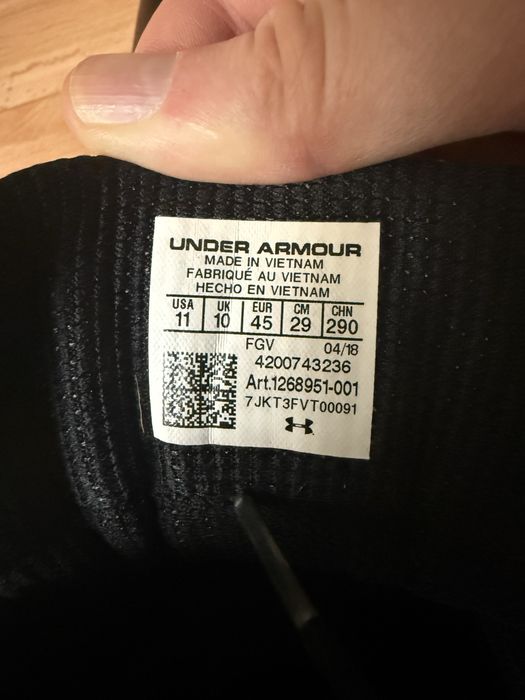 UNDER ARMOUR
MADE IN VIETNAM
FABRIQUÉ AU VIETNAM
HECHO EN VIETNAM
USA UK EUR CM CHN
11 10 45 29 290
FGV 04/18
4200743236
Art.1268951-001
7JKT3FVT00091